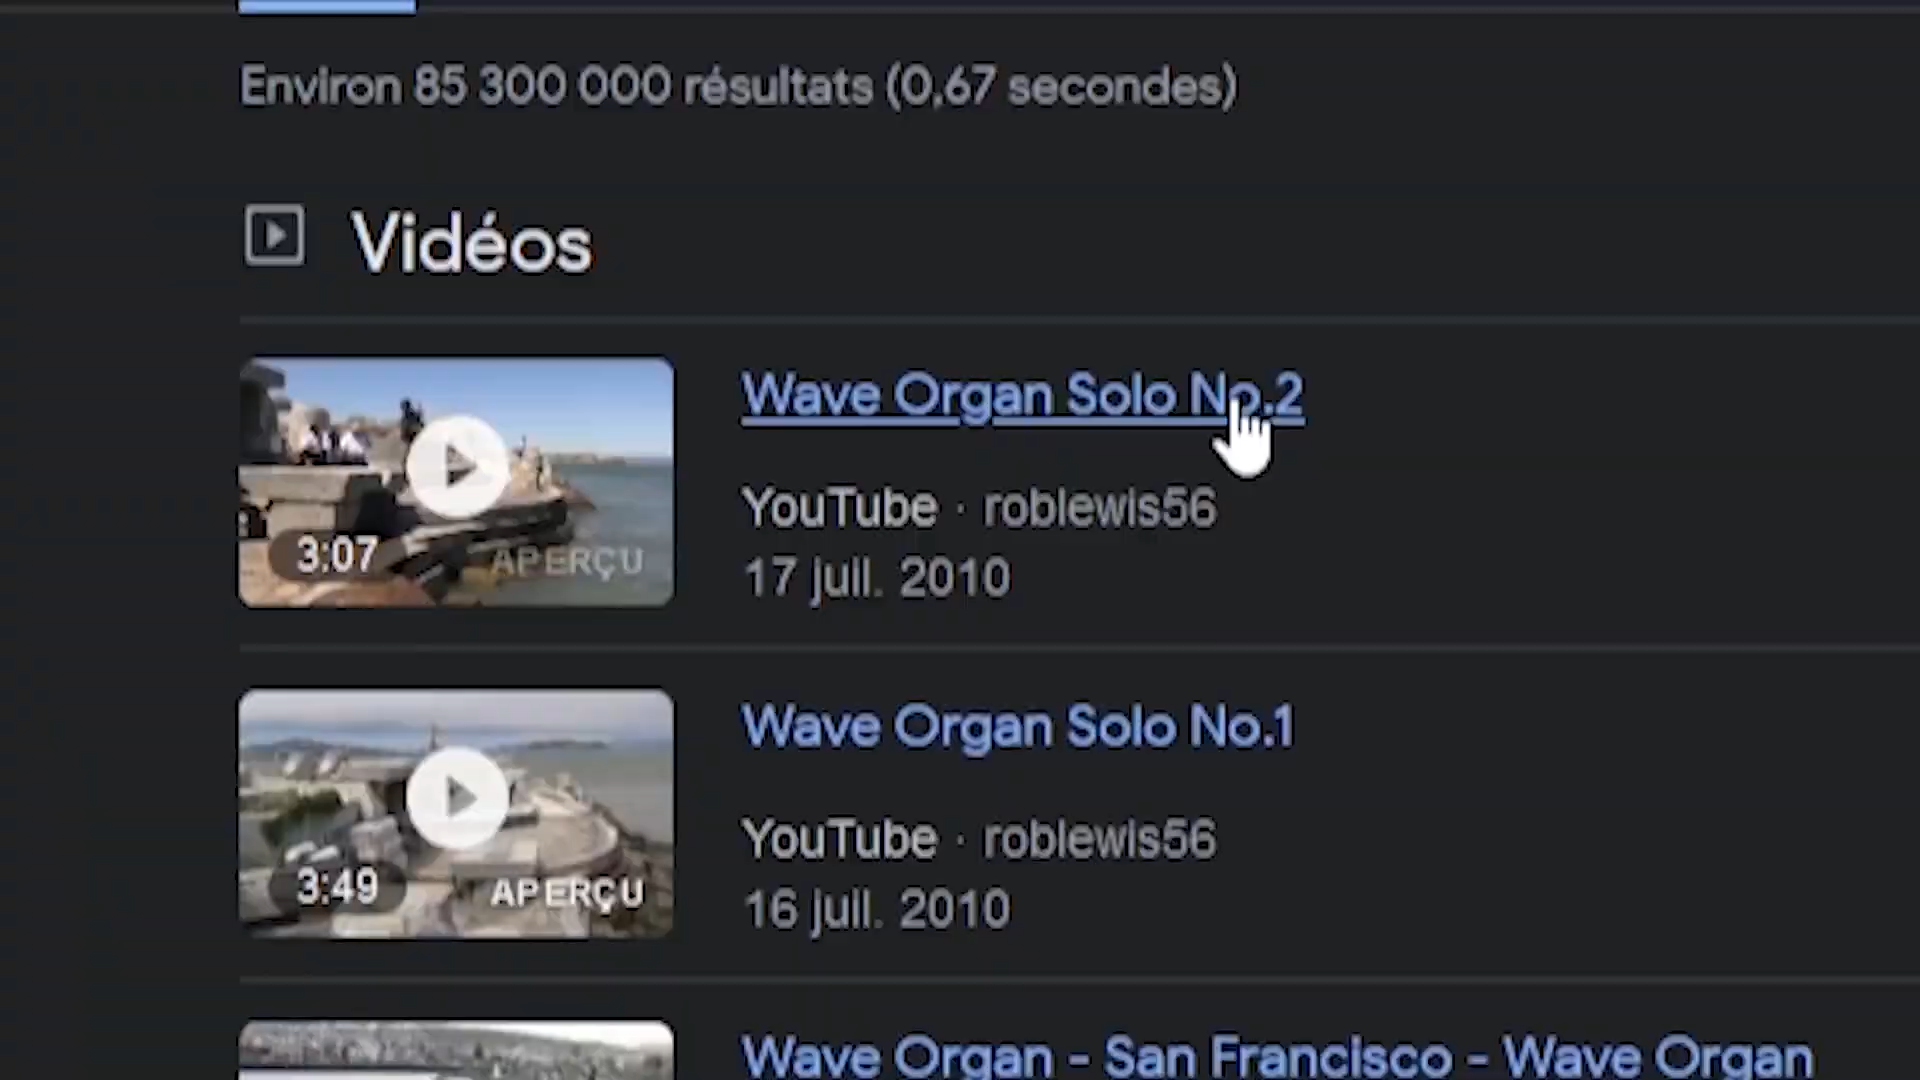 Environ 85 300 000 résultats (0,67 secondes)
Vidéos
Wave Organ Solo No.2
YouTube · roblewis56
17 juil. 2010
3:07
APERÇU
Wave Organ Solo No.1
YouTube · roblewis56
16 juil. 2010
3:49
APERÇU
Wave Organ - San Francisco - Wave Organ